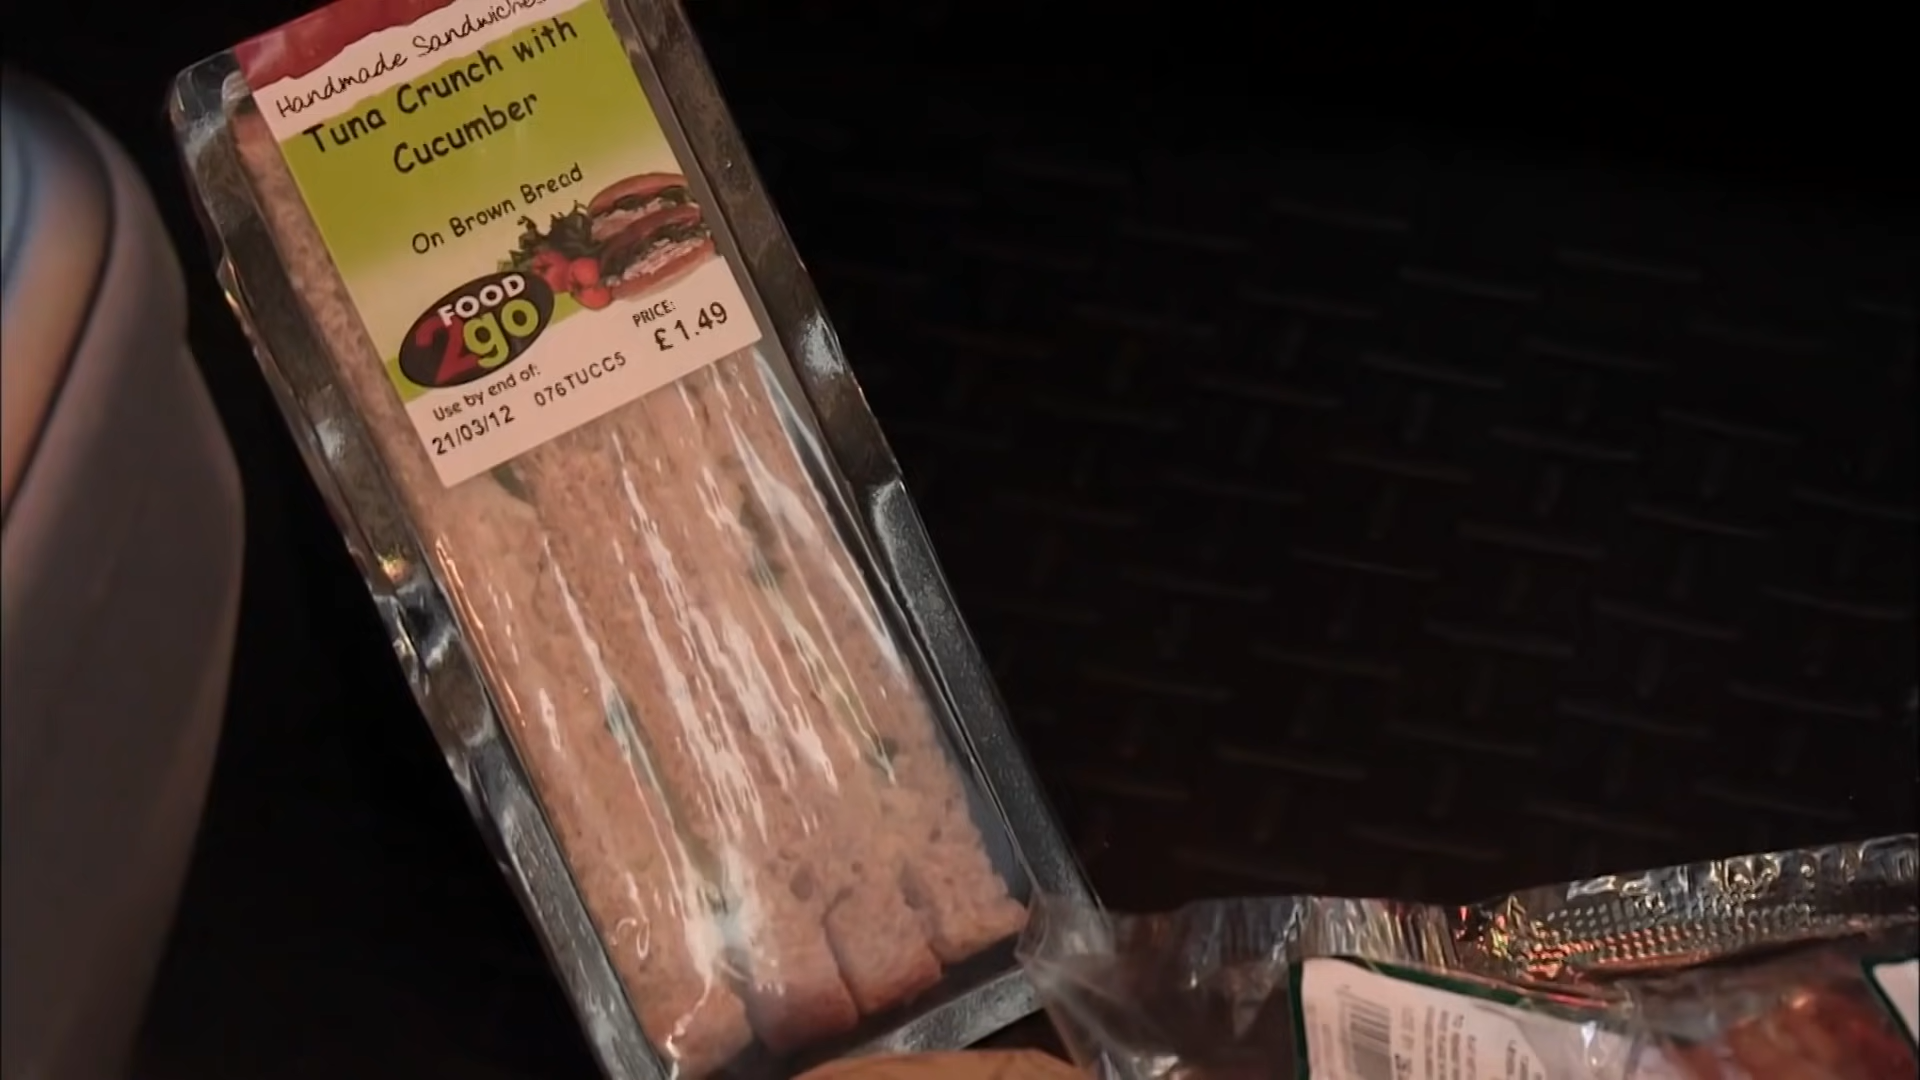 Handmade Sandwiches
Tuna Crunch with
Cucumber
On Brown Bread
FOOD
2go
PRICE:
£1.49
Use by end of:
21/03/12 076TUCC5